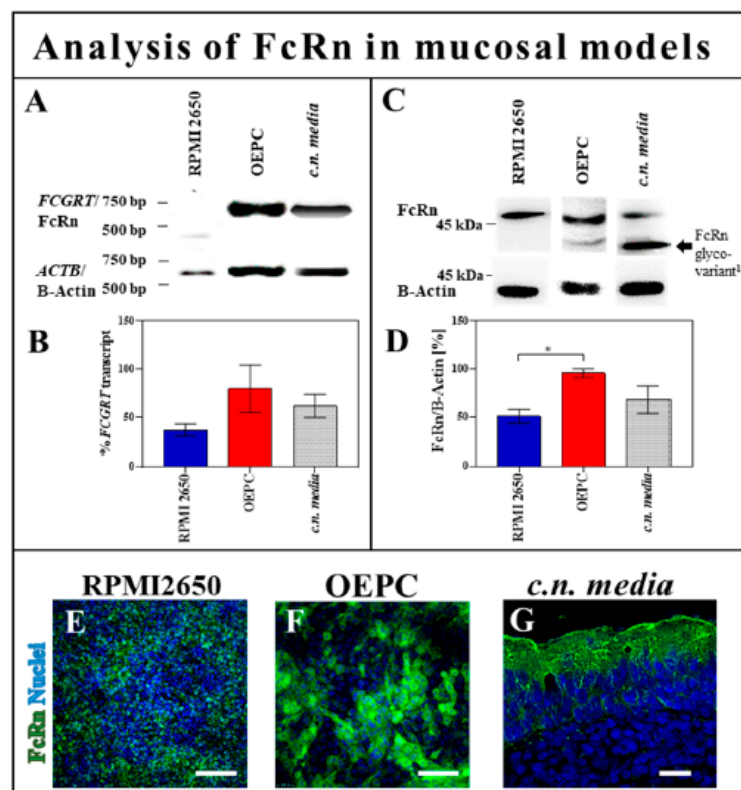 Analysis of FcRn in mucosal models
A
RPMI 2650
OEPC
c.n. media
FCGRT/
FcRn
750 bp
500 bp
ACTB/
B-Actin
750 bp
500 bp
C
RPMI 2650
OEPC
c.n. media
FcRn
45 kDa
FcRn
glyco-
variant¹
45 kDa
B-Actin
B
% FCGRT transcript
150
100
50
0
RPMI 2650
OEPC
c.n. media
D
FcRn/B-Actin [%]
150
100
50
0
*
RPMI 2650
OEPC
c.n. media
RPMI2650
OEPC
c.n. media
FcRn Nuclei
E
F
G